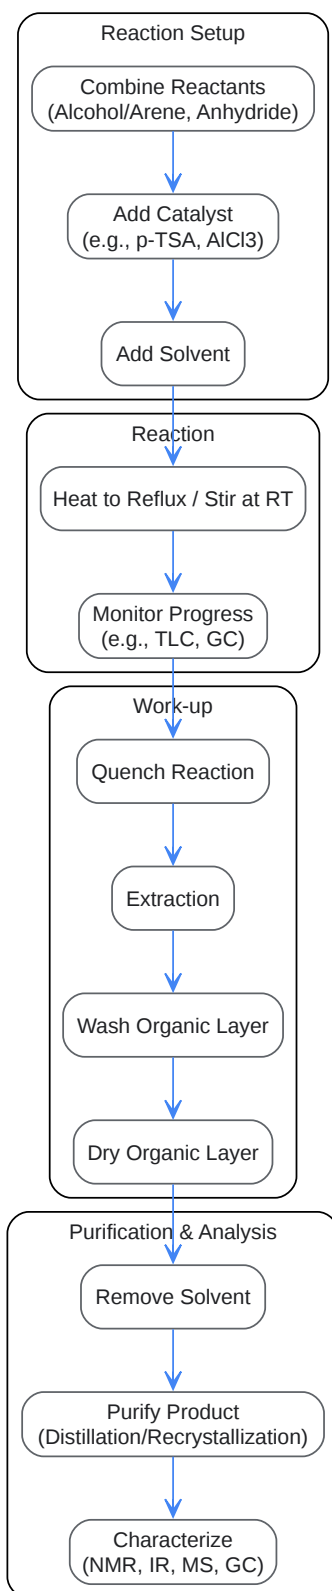 Reaction Setup
Combine Reactants
(Alcohol/Arene, Anhydride)
Add Catalyst
(e.g., p-TSA, AlCl3)
Add Solvent
Reaction
Heat to Reflux / Stir at RT
Monitor Progress
(e.g., TLC, GC)
Work-up
Quench Reaction
Extraction
Wash Organic Layer
Dry Organic Layer
Purification & Analysis
Remove Solvent
Purify Product
(Distillation/Recrystallization)
Characterize
(NMR, IR, MS, GC)